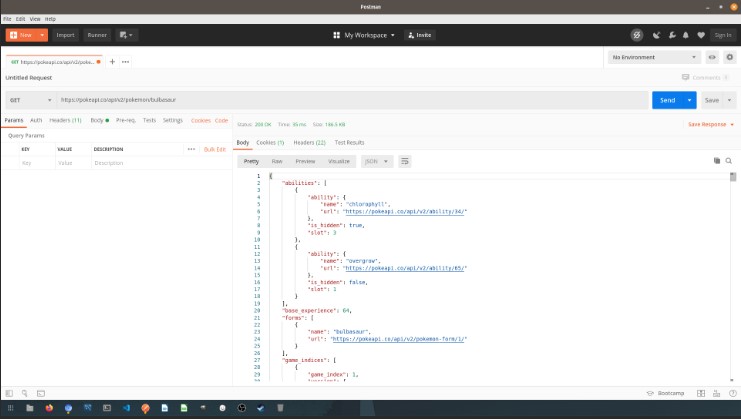 Postman
File Edit View Help
New Import Runner My Workspace Invite Sign In
GET https://pokeapi.co/api/v2/poke... No Environment
Untitled Request Comments
GET https://pokeapi.co/api/v2/pokemon/bulbasaur Send Save
Params Auth Headers (11) Body Pre-req. Tests Settings Cookies Code
Status: 200 OK Time: Size: Save Response
Query Params
KEY VALUE DESCRIPTION ••• Bulk Edit
Key Value Description
Body Cookies (1) Headers (22) Test Results
Pretty Raw Preview Visualize JSON
1 {
2 "abilities": [
3 {
4 "ability": {
5 "name": "chlorophyll",
6 "url": "https://pokeapi.co/api/v2/ability/34/"
7 },
8 "is_hidden": true,
9 "slot": 3
10 },
11 {
12 "ability": {
13 "name": "overgrow",
14 "url": "https://pokeapi.co/api/v2/ability/65/"
15 },
16 "is_hidden": false,
17 "slot": 1
18 }
19 ],
20 "base_experience": 64,
21 "forms": [
22 {
23 "name": "bulbasaur",
24 "url": "https://pokeapi.co/api/v2/pokemon-form/1/"
25 }
26 ],
27 "game_indices": [
28 {
29 "game_index": 1,
Bootcamp